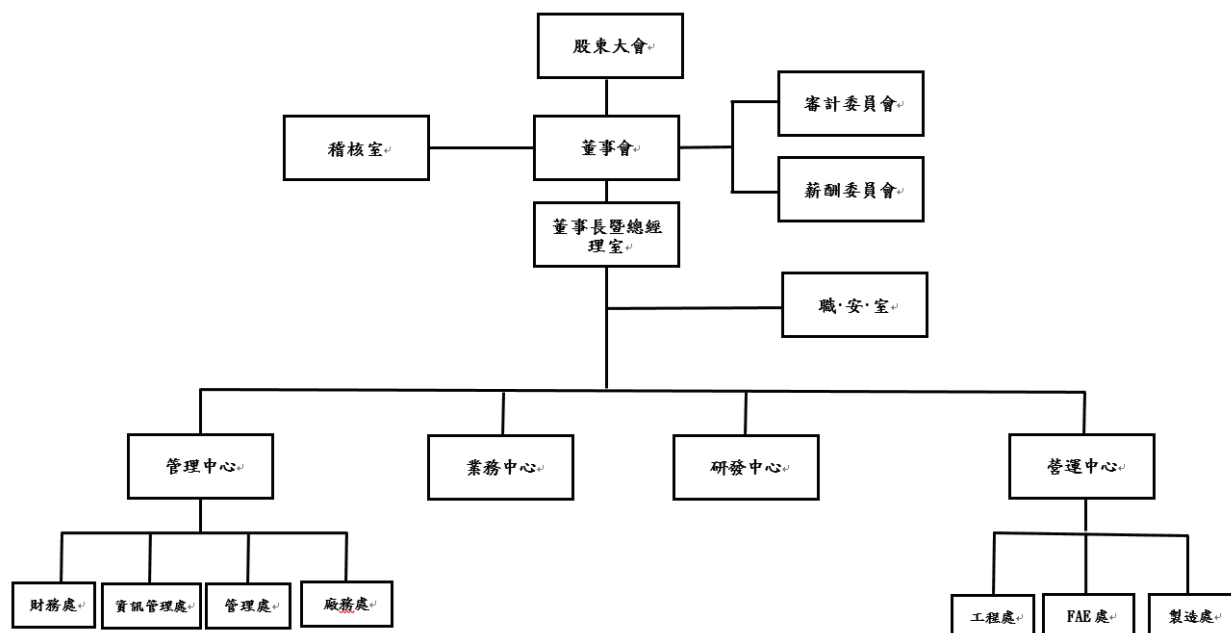 股東大會
審計委員會
稽核室
董事會
薪酬委員會
董事長暨總經
理室
職·安·室
管理中心
業務中心
研發中心
營運中心
財務處
資訊管理處
管理處
廠務處
工程處
FAE 處
製造處